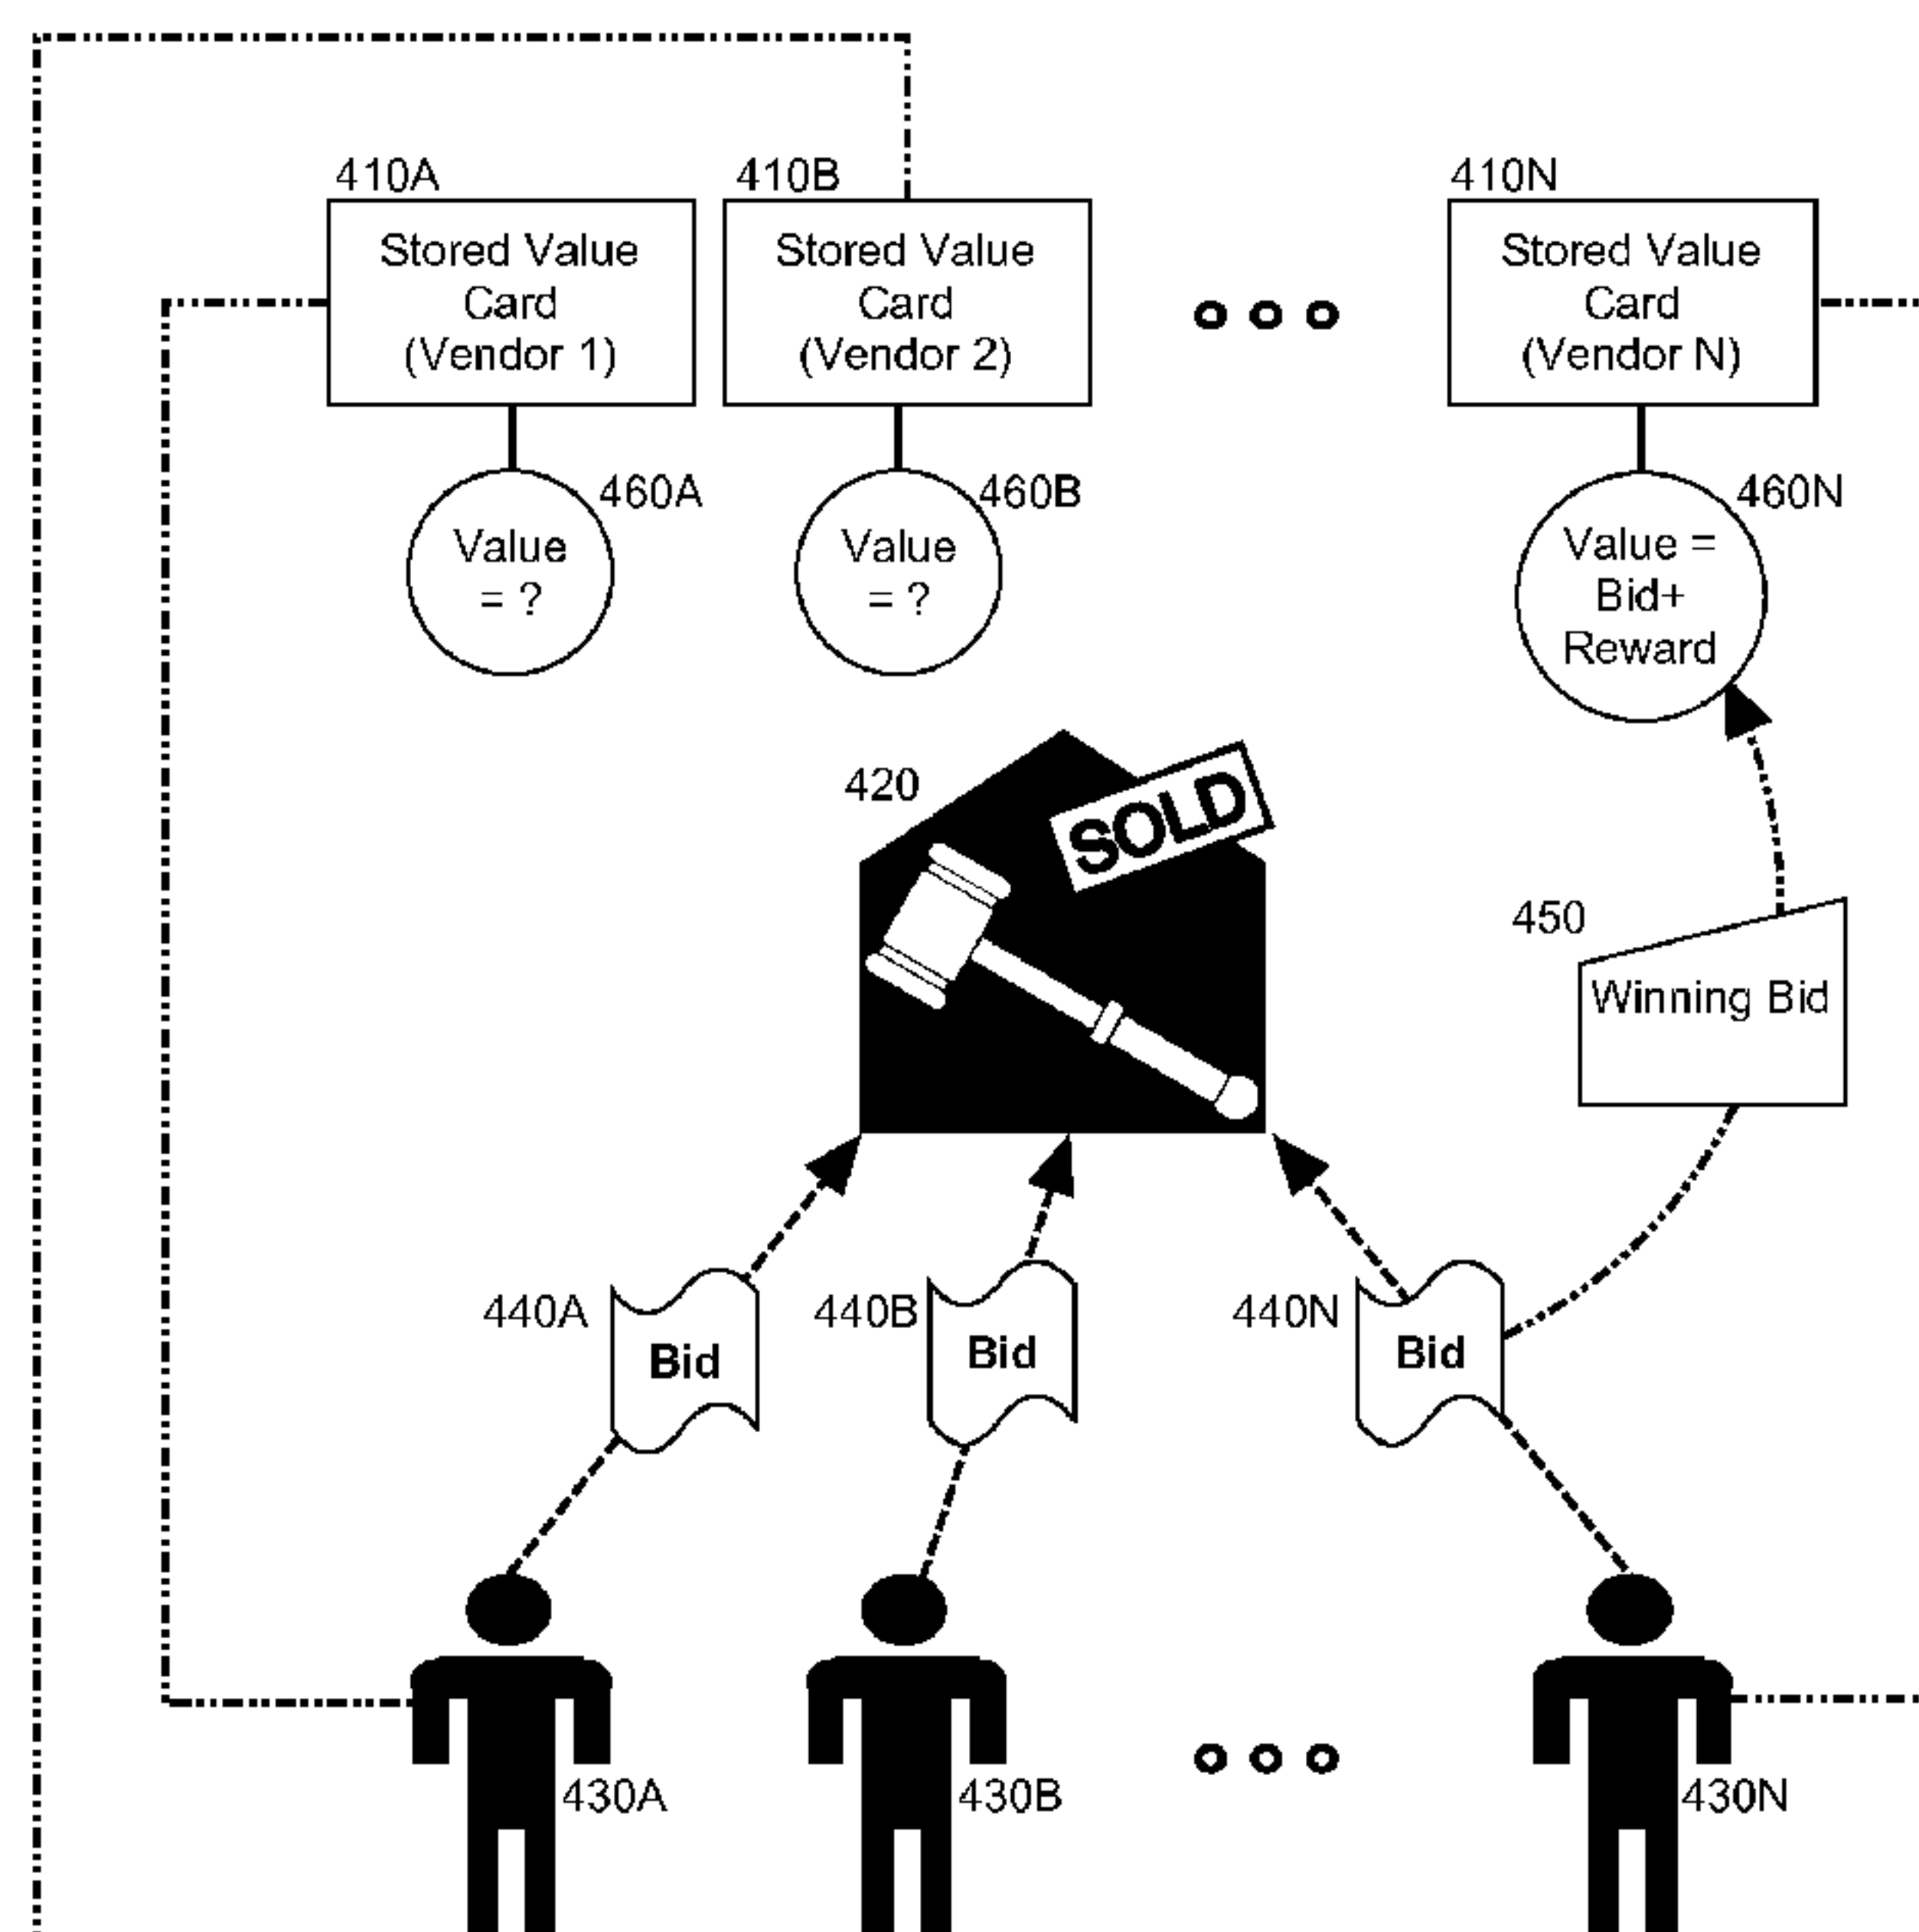 410A
410B
410N
Stored Value
Card
(Vendor 1)
Stored Value
Card
(Vendor 2)
Stored Value
Card
(Vendor N)
460A
460B
460N
Value
= ?
Value
= ?
Value =
Bid+
Reward
420
SOLD
450
Winning Bid
440A
440B
440N
Bid
Bid
Bid
430A
430B
430N